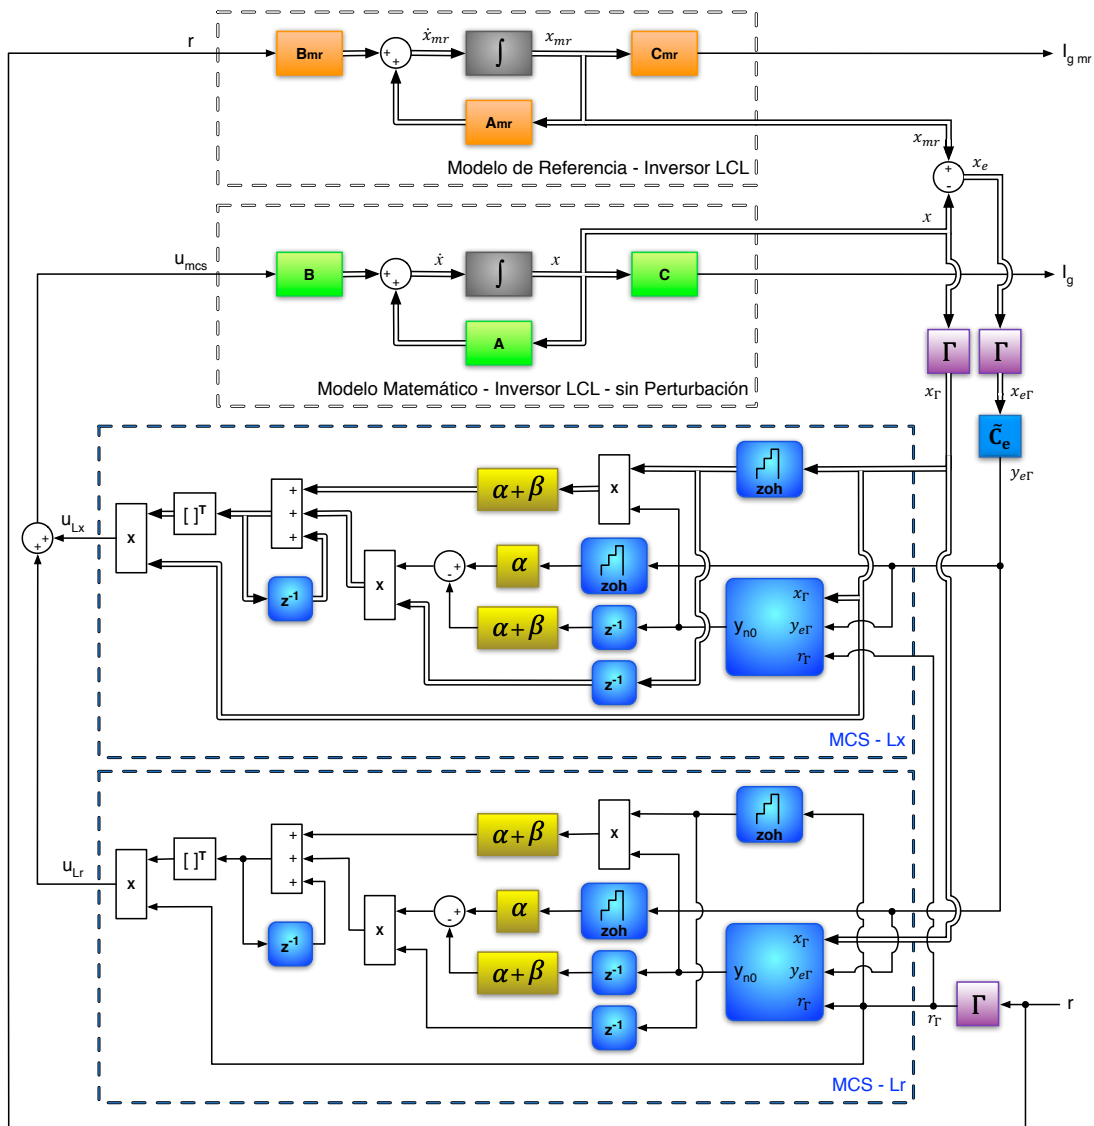 r
Bmr
+
+
ẋmr
∫
xmr
Cmr
Ig mr
Amr
xmr
Modelo de Referencia - Inversor LCL
+
-
xe
x
umcs
B
+
+
ẋ
∫
x
C
Ig
A
Γ
Γ
Modelo Matemático - Inversor LCL - sin Perturbación
xΓ
xeΓ
C̃e
yeΓ
zoh
α+β
x
[ ]T
+
+
+
x
uLx
+
+
x
-
+
α
zoh
z-1
α+β
z-1
yn0
xΓ
yeΓ
rΓ
z-1
MCS - Lx
zoh
α+β
x
[ ]T
+
+
+
x
uLr
x
-
+
α
zoh
z-1
α+β
z-1
yn0
xΓ
yeΓ
rΓ
z-1
rΓ
Γ
r
MCS - Lr